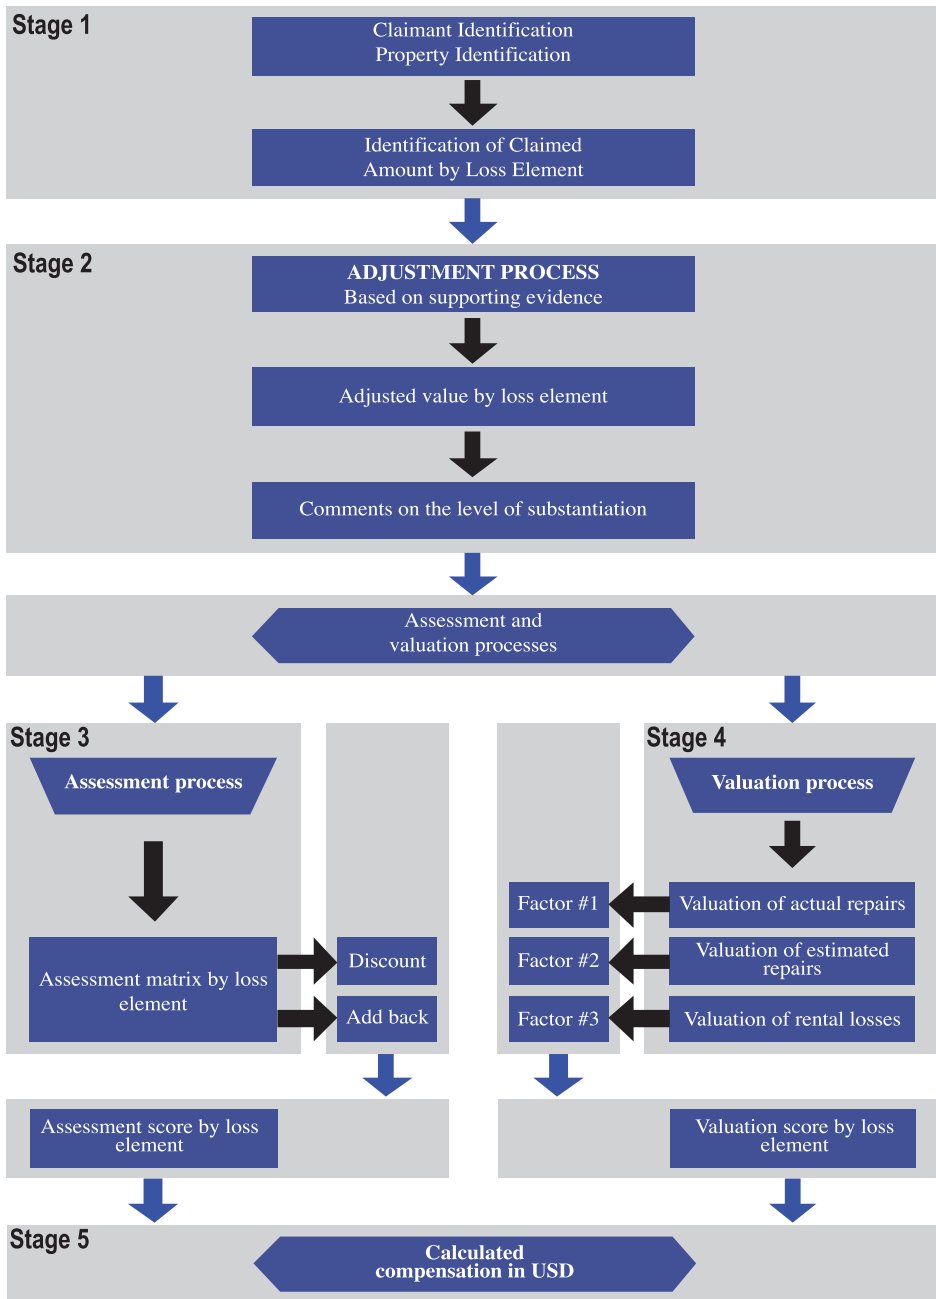 Stage 1
Claimant Identification
Property Identification
Identification of Claimed
Amount by Loss Element
Stage 2
ADJUSTMENT PROCESS
Based on supporting evidence
Adjusted value by loss element
Comments on the level of substantiation
Assessment and
valuation processes
Stage 3
Assessment process
Assessment matrix by loss
element
Discount
Add back
Stage 4
Valuation process
Factor #1
Valuation of actual repairs
Factor #2
Valuation of estimated
repairs
Factor #3
Valuation of rental losses
Assessment score by loss
element
Valuation score by loss
element
Stage 5
Calculated
compensation in USD